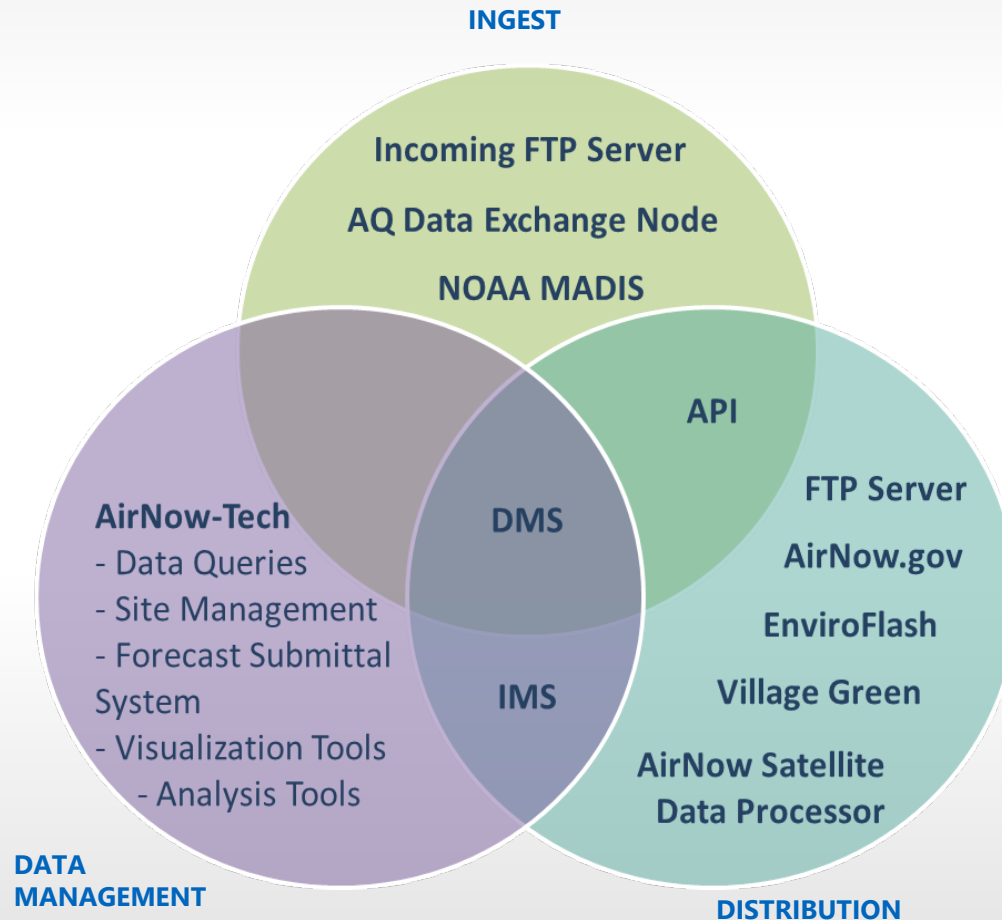 INGEST
Incoming FTP Server
AQ Data Exchange Node
NOAA MADIS
API
DMS
IMS
AirNow-Tech
- Data Queries
- Site Management
- Forecast Submittal
System
- Visualization Tools
- Analysis Tools
FTP Server
AirNow.gov
EnviroFlash
Village Green
AirNow Satellite
Data Processor
DATA
MANAGEMENT
DISTRIBUTION